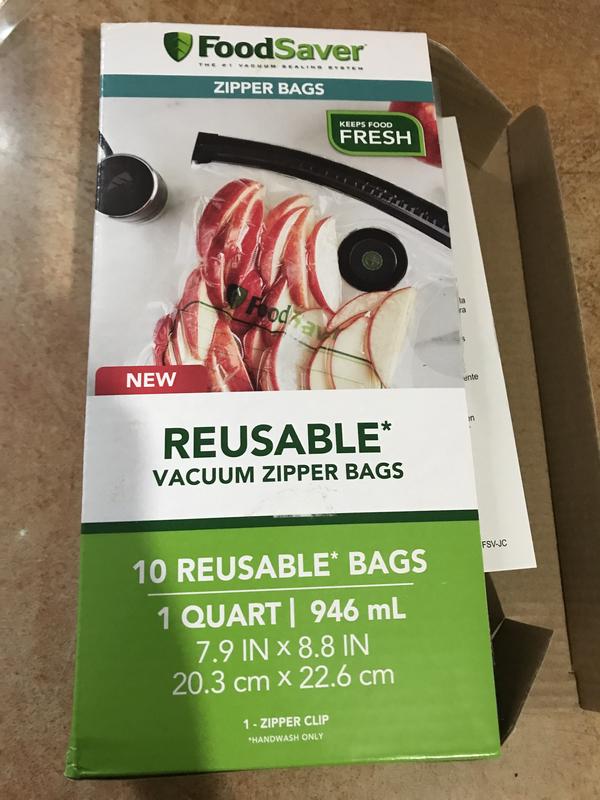 FoodSaver
THE #1 VACUUM SEALING SYSTEM
ZIPPER BAGS
KEEPS FOOD
FRESH
FoodSaver
NEW
REUSABLE*
VACUUM ZIPPER BAGS
10 REUSABLE* BAGS
1 QUART | 946 mL
7.9 IN x 8.8 IN
20.3 cm x 22.6 cm
1 - ZIPPER CLIP
*HANDWASH ONLY
FSV-JC